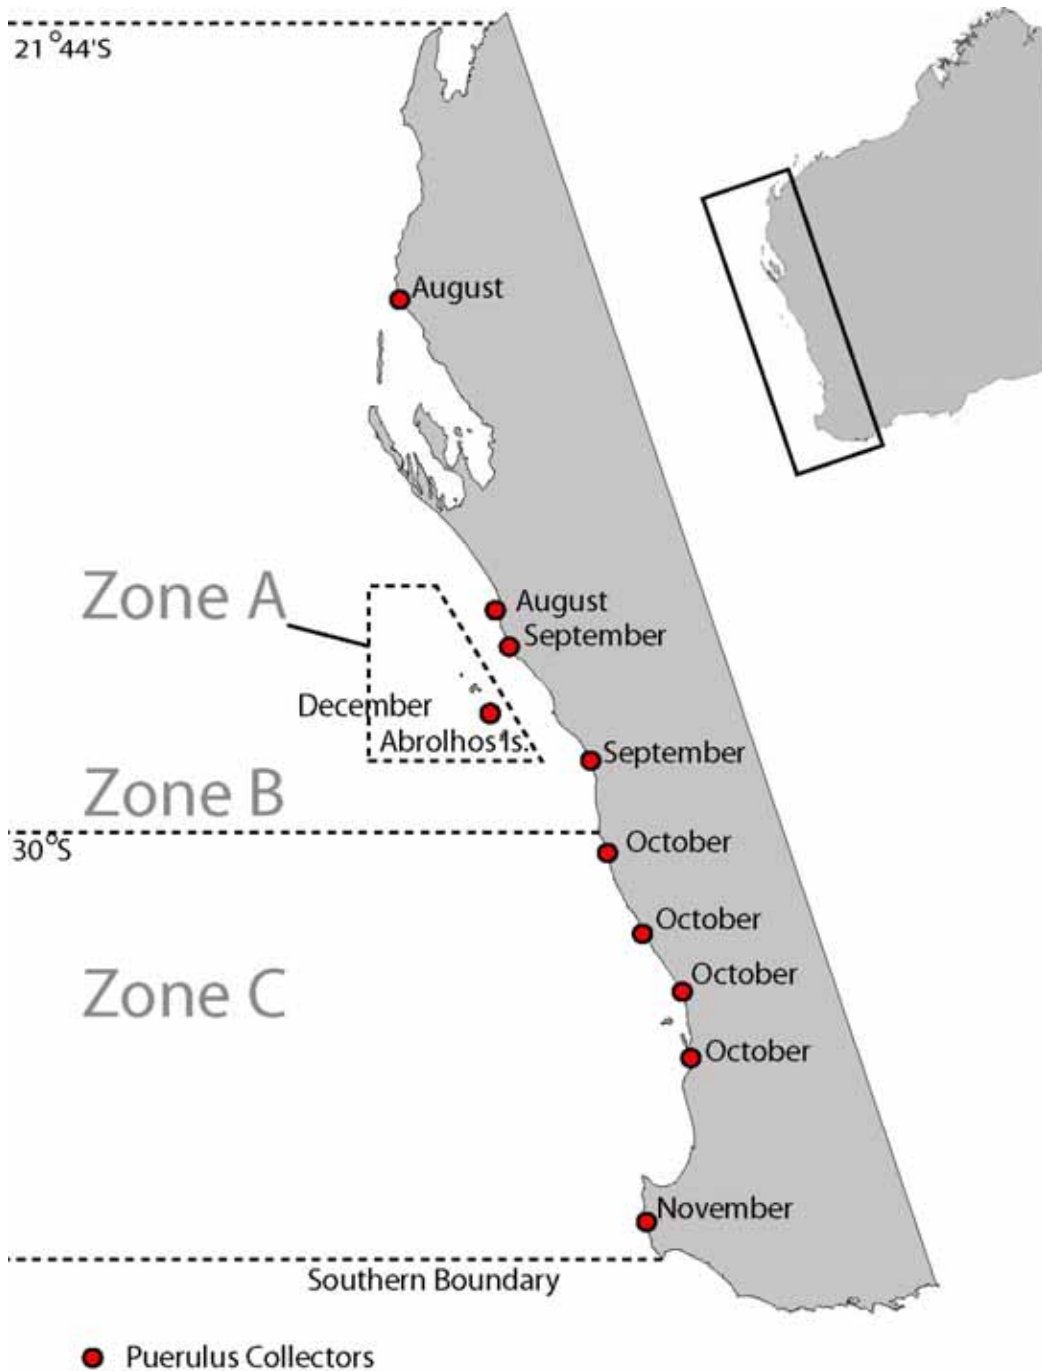 21°44'S
August
Zone A
August
September
December
Abrolhos Is.
September
Zone B
30°S
October
October
Zone C
October
October
November
Southern Boundary
Puerulus Collectors